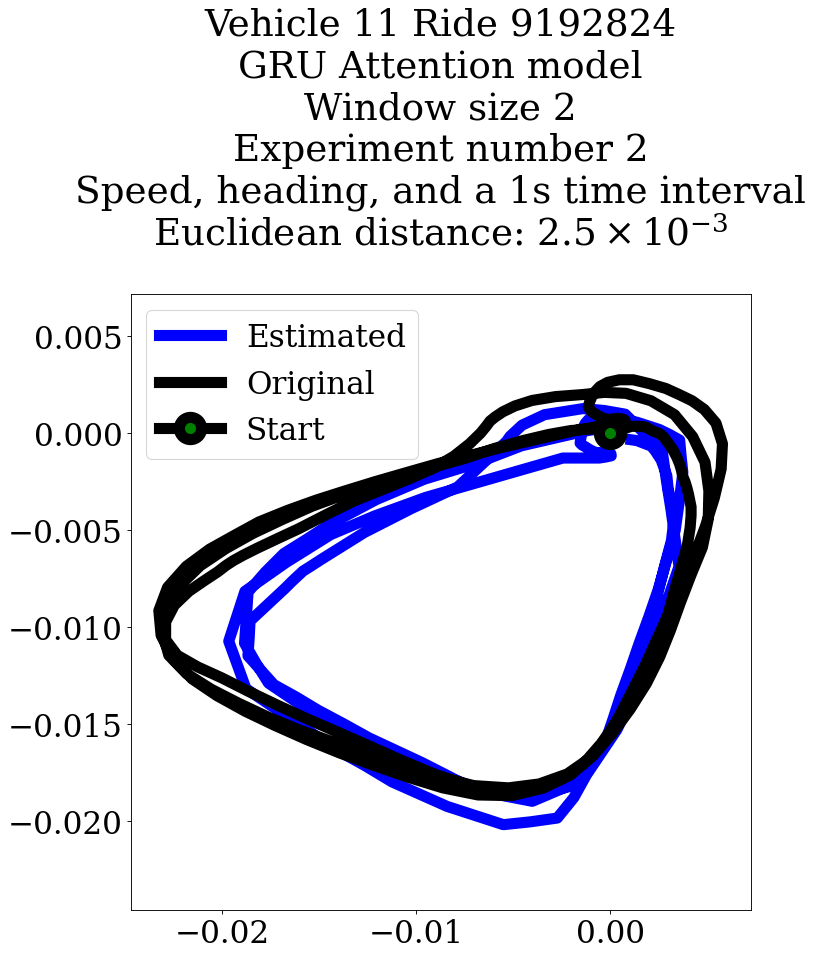 Vehicle 11 Ride 9192824
GRU Attention model
Window size 2
Experiment number 2
Speed, heading, and a 1s time interval
Euclidean distance: 2.5 × 10⁻³
Estimated
Original
Start
0.005
0.000
−0.005
−0.010
−0.015
−0.020
−0.02
−0.01
0.00